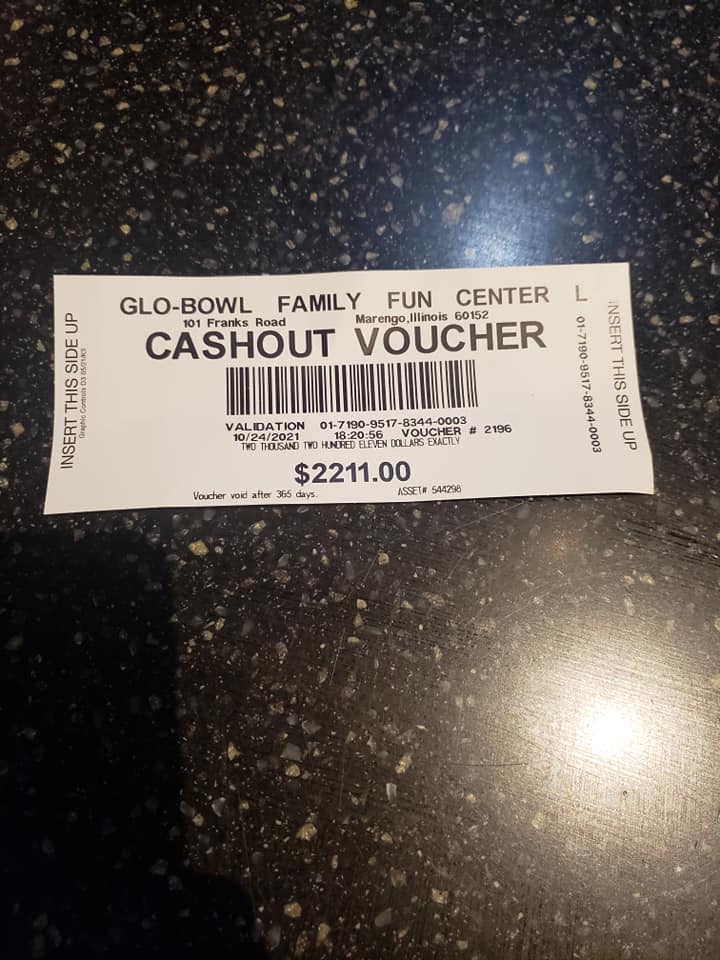 GLO-BOWL FAMILY FUN CENTER
101 Franks Road Marengo,Illinois 60152
CASHOUT VOUCHER
VALIDATION 01-7190-9517-8344-0003
10/24/2021 18:20:56 VOUCHER # 2196
TWO THOUSAND TWO HUNDRED ELEVEN DOLLARS EXACTLY
$2211.00
Voucher void after 365 days. ASSET# 544298
INSERT THIS SIDE UP
Graphic Controls
L
01-7190-9517-8344-0003
INSERT THIS SIDE UP